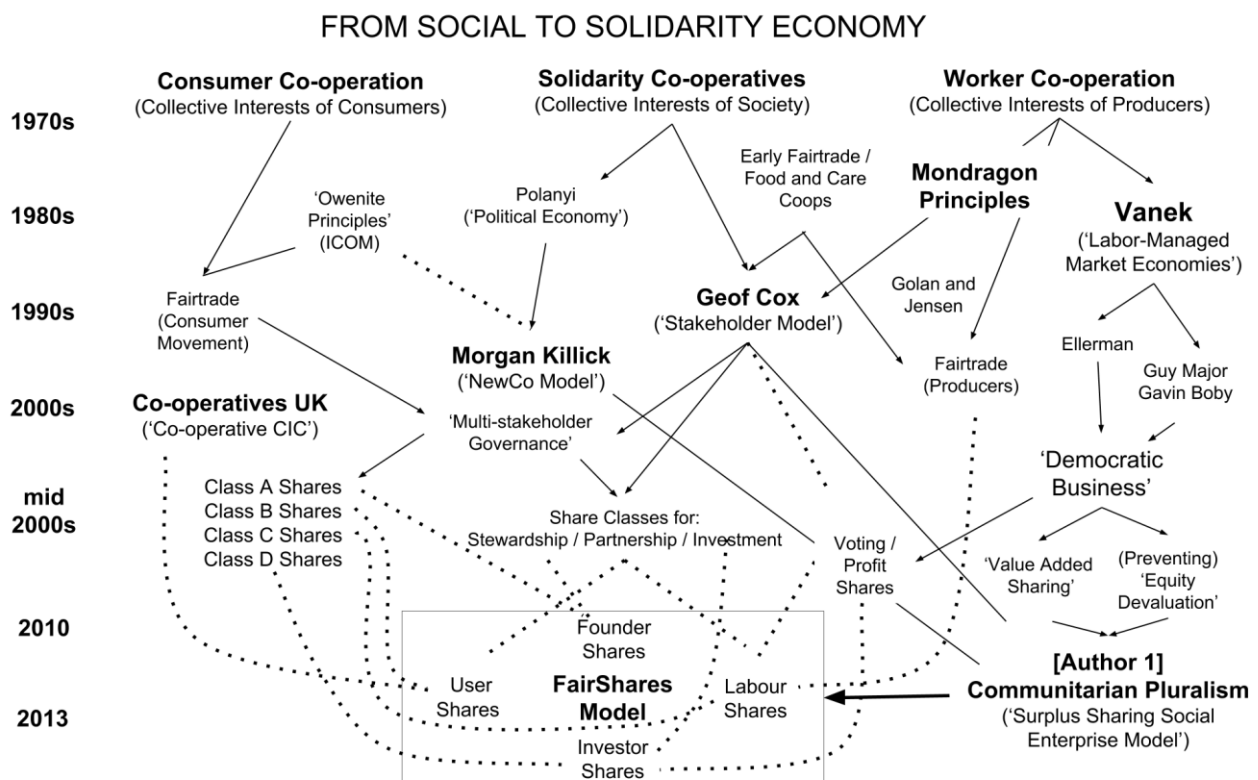 FROM SOCIAL TO SOLIDARITY ECONOMY
Consumer Co-operation
(Collective Interests of Consumers)
Solidarity Co-operatives
(Collective Interests of Society)
Worker Co-operation
(Collective Interests of Producers)
1970s
Early Fairtrade /
Food and Care
Coops
Mondragon
Principles
1980s
‘Owenite
Principles’
(ICOM)
Polanyi
(‘Political Economy’)
Vanek
(‘Labor-Managed
Market Economies’)
1990s
Fairtrade
(Consumer
Movement)
Geof Cox
(‘Stakeholder Model’)
Golan and
Jensen
Morgan Killick
(‘NewCo Model’)
Fairtrade
(Producers)
Ellerman
Guy Major
Gavin Boby
2000s
Co-operatives UK
(‘Co-operative CIC’)
‘Multi-stakeholder
Governance’
‘Democratic
Business’
mid
2000s
Class A Shares
Class B Shares
Class C Shares
Class D Shares
Share Classes for:
Stewardship / Partnership / Investment
Voting /
Profit
Shares
‘Value Added
Sharing’
(Preventing)
‘Equity
Devaluation’
2010
Founder
Shares
User
Shares
FairShares
Model
Labour
Shares
[Author 1]
Communitarian Pluralism
(‘Surplus Sharing Social
Enterprise Model’)
2013
Investor
Shares